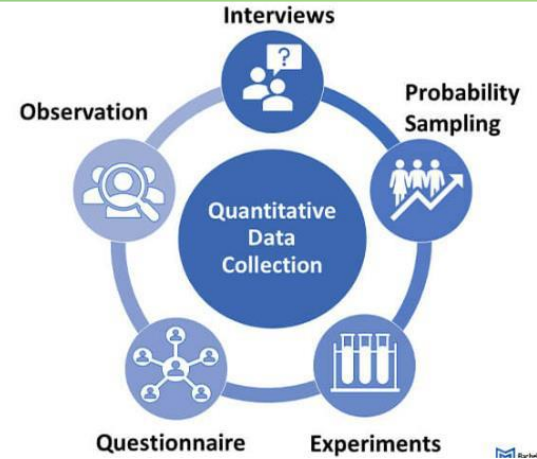 Interviews
?
Observation
Probability
Sampling
Quantitative
Data
Collection
Questionnaire
Experiments